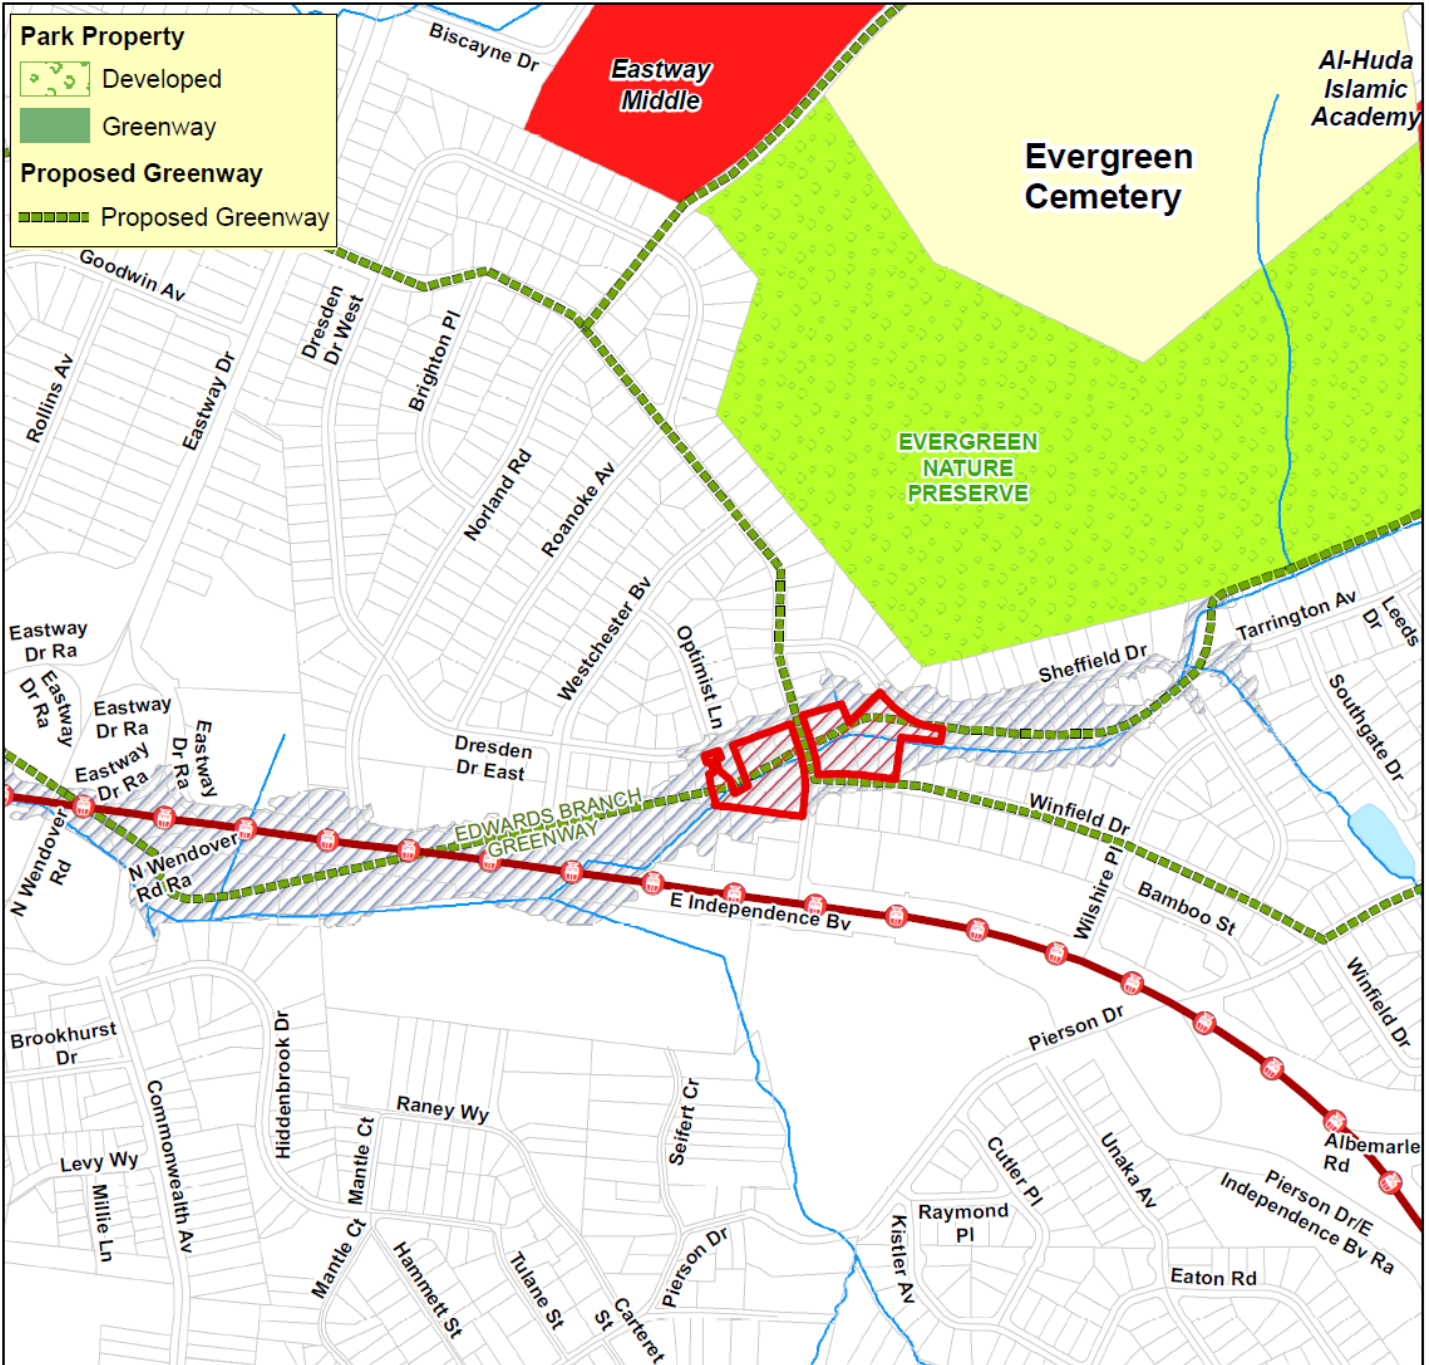 Park Property
Developed
Greenway
Proposed Greenway
Proposed Greenway
Biscayne Dr
Eastway
Middle
Al-Huda
Islamic
Academy
Evergreen
Cemetery
Goodwin Av
Dresden
Dr West
Brighton Pl
Rollins Av
Eastway Dr
EVERGREEN
NATURE
PRESERVE
Norland Rd
Roanoke Av
Westchester Bv
Optimist Ln
Sheffield Dr
Tarrington Av
Leeds
Dr
Southgate Dr
Eastway
Dr Ra
Eastway
Dr Ra
Eastway
Dr Ra
Eastway
Dr Ra
Eastway
Dr Ra
Dresden
Dr East
EDWARDS BRANCH
GREENWAY
Winfield Dr
N Wendover
Rd
N Wendover
Rd Ra
E Independence Bv
Wilshire Pl
Bamboo St
Winfield Dr
Pierson Dr
Brookhurst
Dr
Hiddenbrook Dr
Commonwealth Av
Raney Wy
Mantle Ct
Seifert Cr
Levy Wy
Millie Ln
Cutler Pl
Unaka Av
Albemarle
Rd
Pierson Dr/E
Independence Bv Ra
Raymond
Pl
Kistler Av
Mantle Ct
Hammett St
Tulane St
Pierson Dr
Carteret
St
Eaton Rd